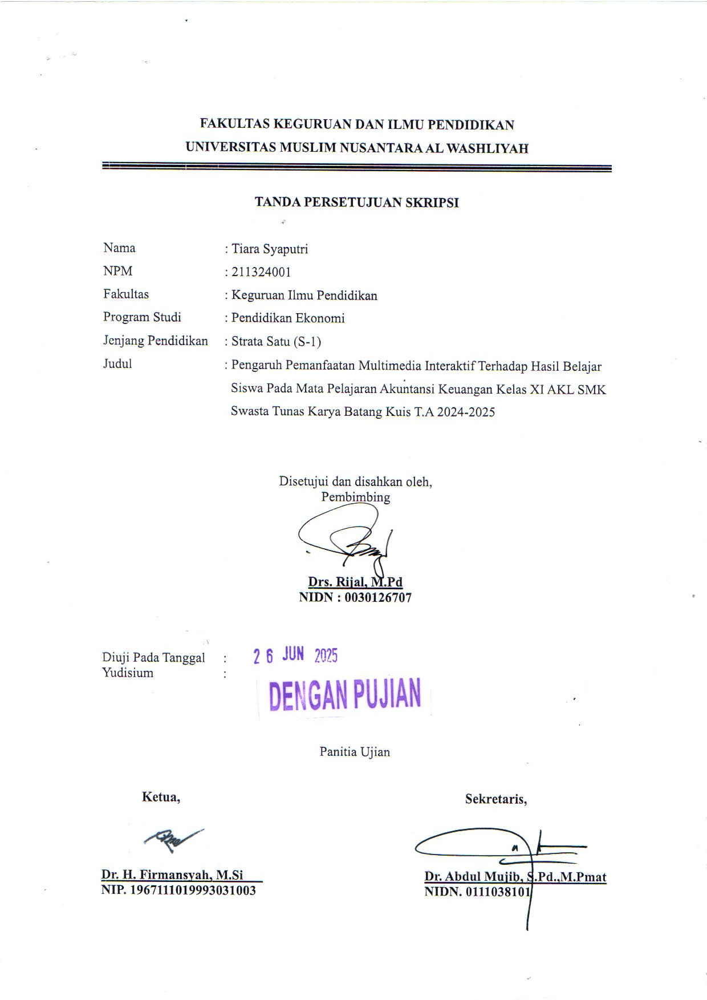 FAKULTAS KEGURUAN DAN ILMU PENDIDIKAN
UNIVERSITAS MUSLIM NUSANTARA AL WASHLIYAH
TANDA PERSETUJUAN SKRIPSI
Nama : Tiara Syaputri
NPM : 211324001
Fakultas : Keguruan Ilmu Pendidikan
Program Studi : Pendidikan Ekonomi
Jenjang Pendidikan : Strata Satu (S-1)
Judul : Pengaruh Pemanfaatan Multimedia Interaktif Terhadap Hasil Belajar
Siswa Pada Mata Pelajaran Akuntansi Keuangan Kelas XI AKL SMK
Swasta Tunas Karya Batang Kuis T.A 2024-2025
Disetujui dan disahkan oleh,
Pembimbing
Drs. Rijal, M.Pd
NIDN : 0030126707
Diuji Pada Tanggal : 26 JUN 2025
Yudisium :
DENGAN PUJIAN
Panitia Ujian
Ketua,
Sekretaris,
Dr. H. Firmansyah, M.Si
NIP. 1967111019993031003
Dr. Abdul Mujib, S.Pd.,M.Pmat
NIDN. 0111038101